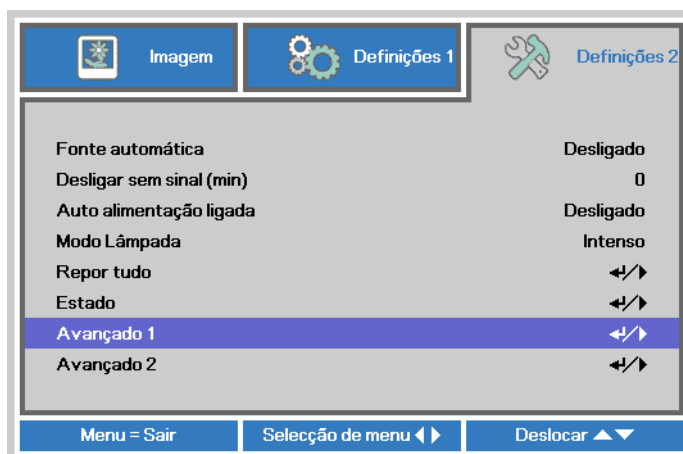 Imagem Definições 1 Definições 2
Fonte automática Desligado
Desligar sem sinal (min) 0
Auto alimentação ligada Desligado
Modo Lâmpada Intenso
Repor tudo ↵/▶
Estado ↵/▶
Avançado 1 ↵/▶
Avançado 2 ↵/▶
Menu = Sair Selecção de menu ◀ ▶ Deslocar ▲▼